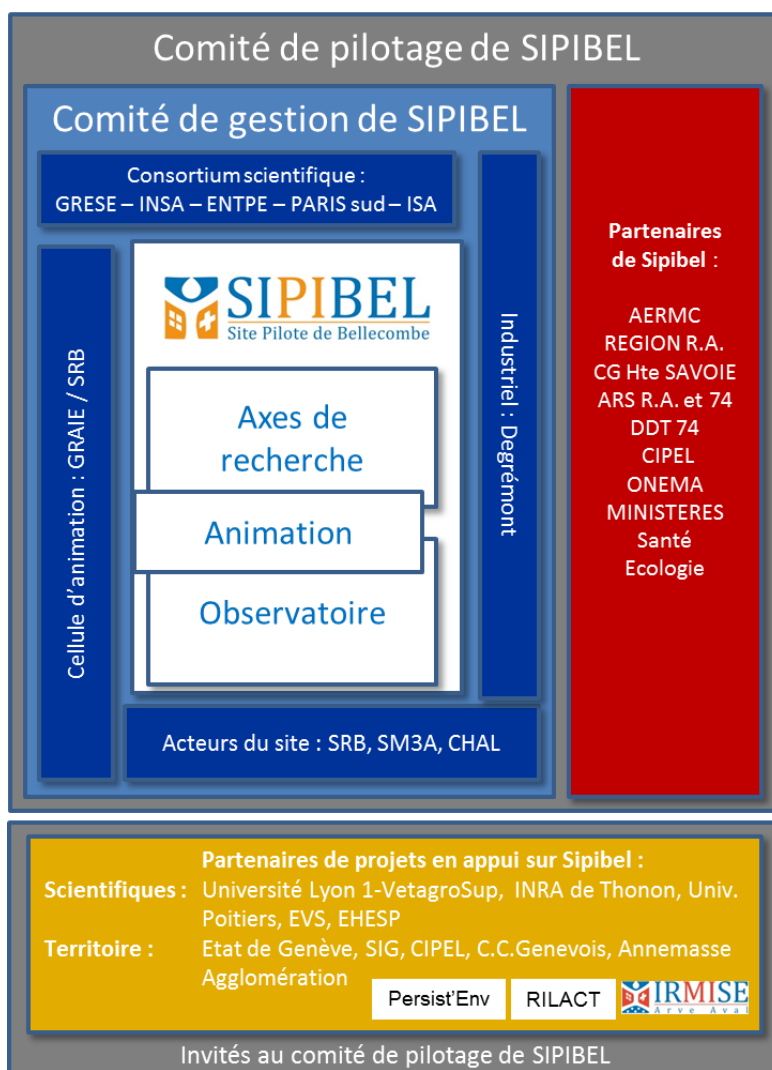 Comité de pilotage de SIPIBEL
Comité de gestion de SIPIBEL
Consortium scientifique :
GRESE – INSA – ENTPE – PARIS sud – ISA
Cellule d'animation : GRAIE / SRB
SIPIBEL
Site Pilote de Bellecombe
Axes de
recherche
Animation
Observatoire
Industriel : Degrémont
Acteurs du site : SRB, SM3A, CHAL
Partenaires
de Sipibel :
AERMC
REGION R.A.
CG Hte SAVOIE
ARS R.A. et 74
DDT 74
CIPEL
ONEMA
MINISTERES
Santé
Ecologie
Partenaires de projets en appui sur Sipibel :
Scientifiques : Université Lyon 1-VetagroSup, INRA de Thonon, Univ.
Poitiers, EVS, EHESP
Territoire : Etat de Genève, SIG, CIPEL, C.C.Genevois, Annemasse
Agglomération
Persist'Env
RILACT
IRMISE
Arve Aval
Invités au comité de pilotage de SIPIBEL